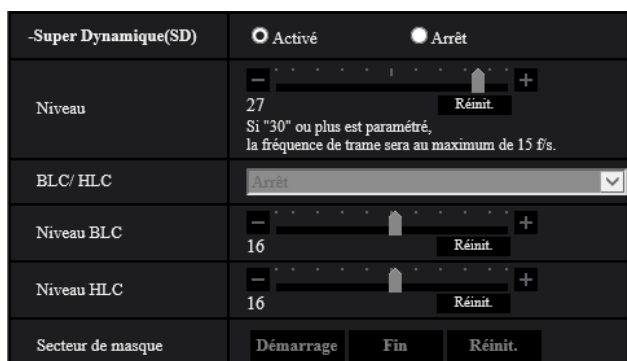 -Super Dynamique(SD) Activé Arrêt
Niveau
27 Réinit.
Si "30" ou plus est paramétré,
la fréquence de trame sera au maximum de 15 f/s.
BLC/ HLC Arrêt
Niveau BLC
16 Réinit.
Niveau HLC
16 Réinit.
Secteur de masque Démarrage Fin Réinit.